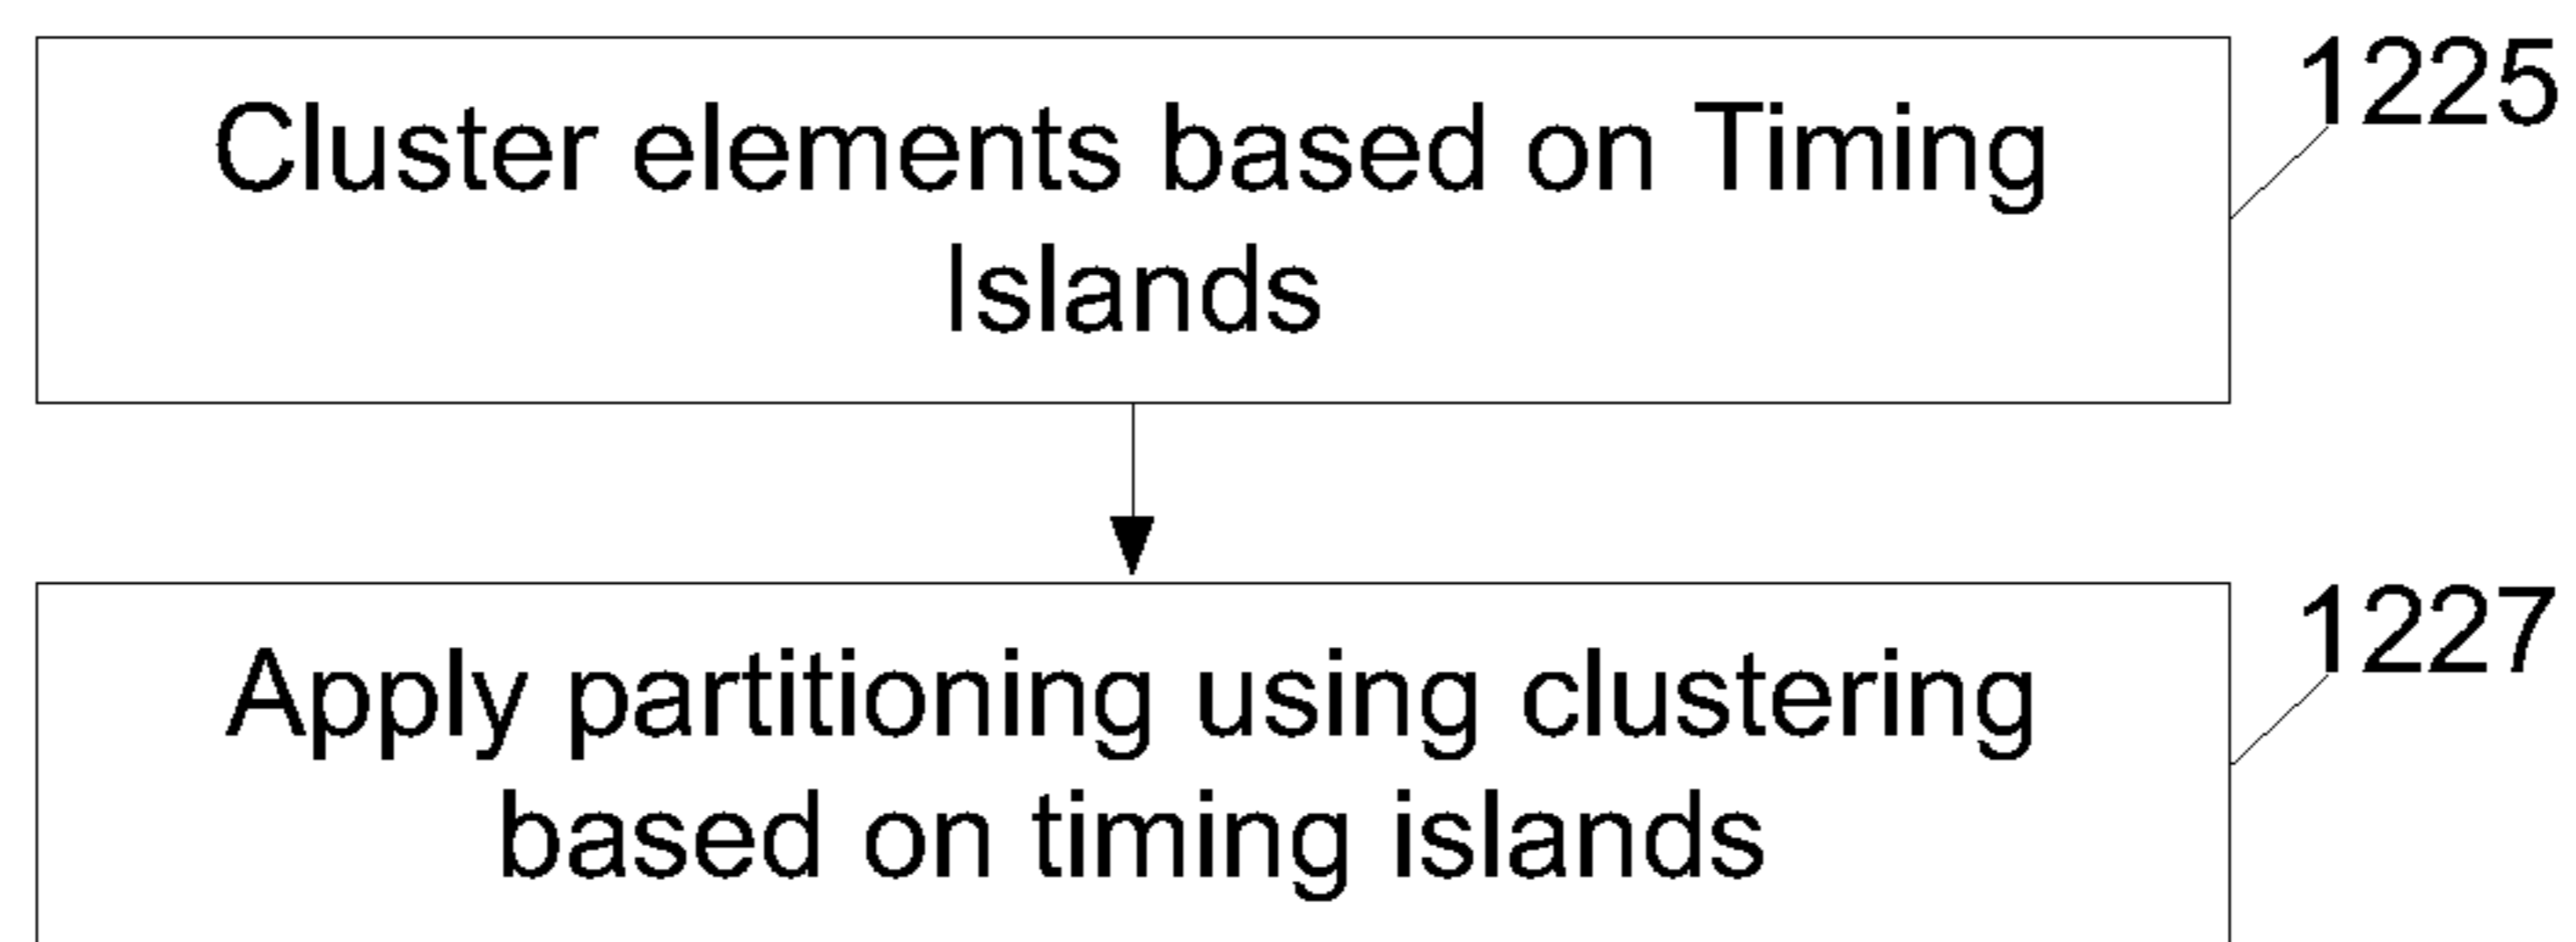 Cluster elements based on Timing
Islands
1225
Apply partitioning using clustering
based on timing islands
1227